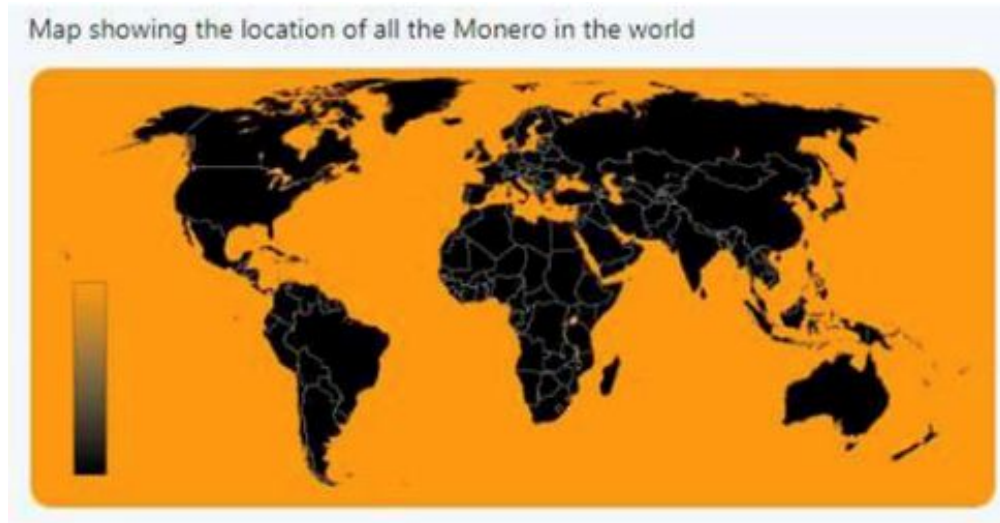 Map showing the location of all the Monero in the world